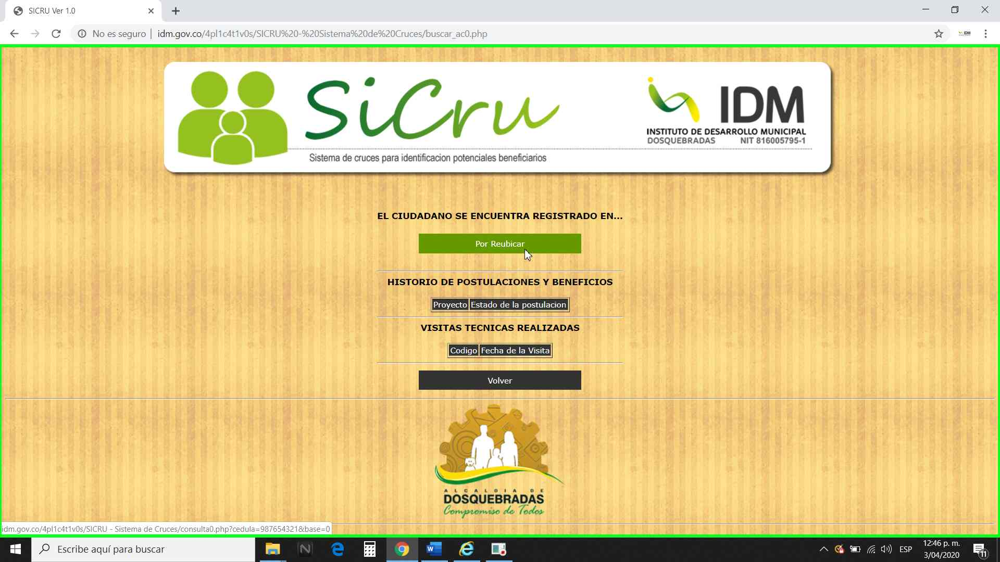 SICRU Ver 1.0
No es seguro | idm.gov.co/4pl1c4t1v0s/SICRU%20-%20Sistema%20de%20Cruces/buscar_ac0.php
IDM
SiCru
IDM
INSTITUTO DE DESARROLLO MUNICIPAL
DOSQUEBRADAS NIT 816005795-1
Sistema de cruces para identificacion potenciales beneficiarios
EL CIUDADANO SE ENCUENTRA REGISTRADO EN...
Por Reubicar
HISTORIO DE POSTULACIONES Y BENEFICIOS
Proyecto Estado de la postulacion
VISITAS TECNICAS REALIZADAS
Codigo Fecha de la Visita
Volver
ALCALDIA DE
DOSQUEBRADAS
Compromiso de Todos
idm.gov.co/4pl1c4t1v0s/SICRU - Sistema de Cruces/consulta0.php?cedula=987654321&base=0
Escribe aquí para buscar
ESP
12:46 p. m.
3/04/2020
11